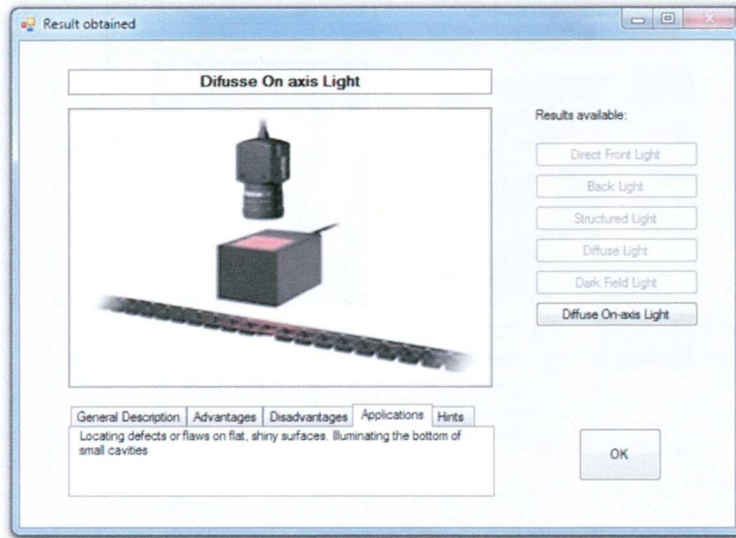 Result obtained
Difusse On axis Light
Results available:
Direct Front Light
Back Light
Structured Light
Diffuse Light
Dark Field Light
Diffuse On-axis Light
General Description Advantages Disadvantages Applications Hints
Locating defects or flaws on flat, shiny surfaces. Illuminating the bottom of
small cavities
OK